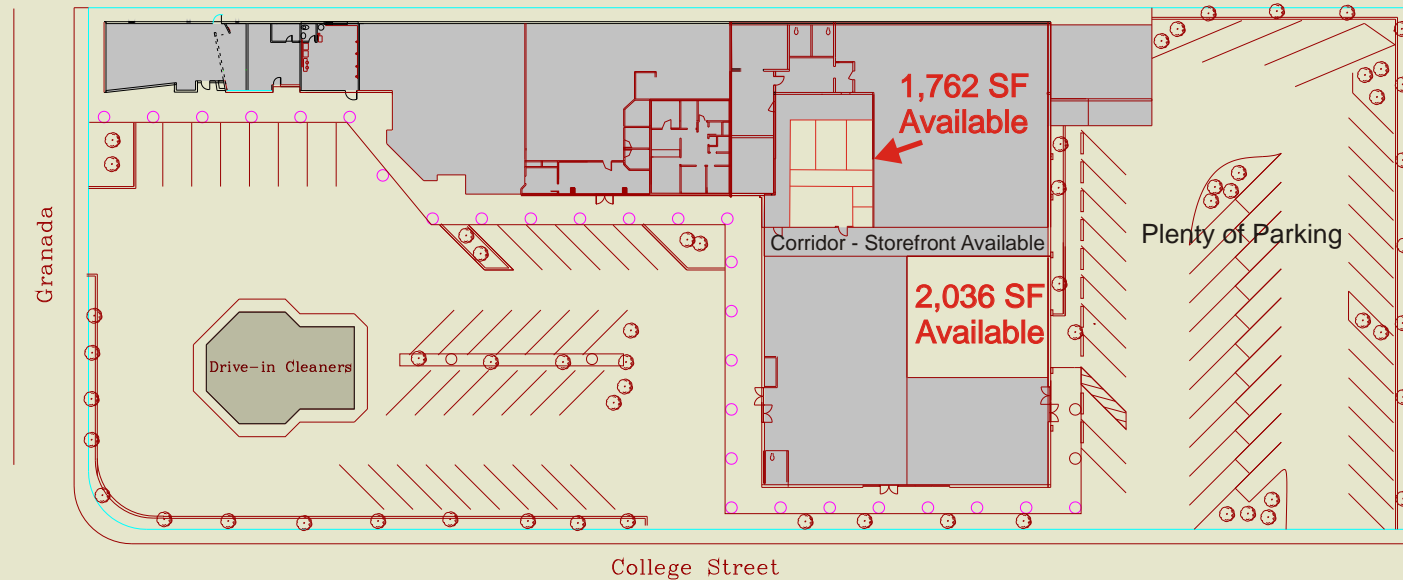 1,762 SF
Available
Granada
Corridor - Storefront Available
Plenty of Parking
2,036 SF
Available
Drive-in Cleaners
College Street